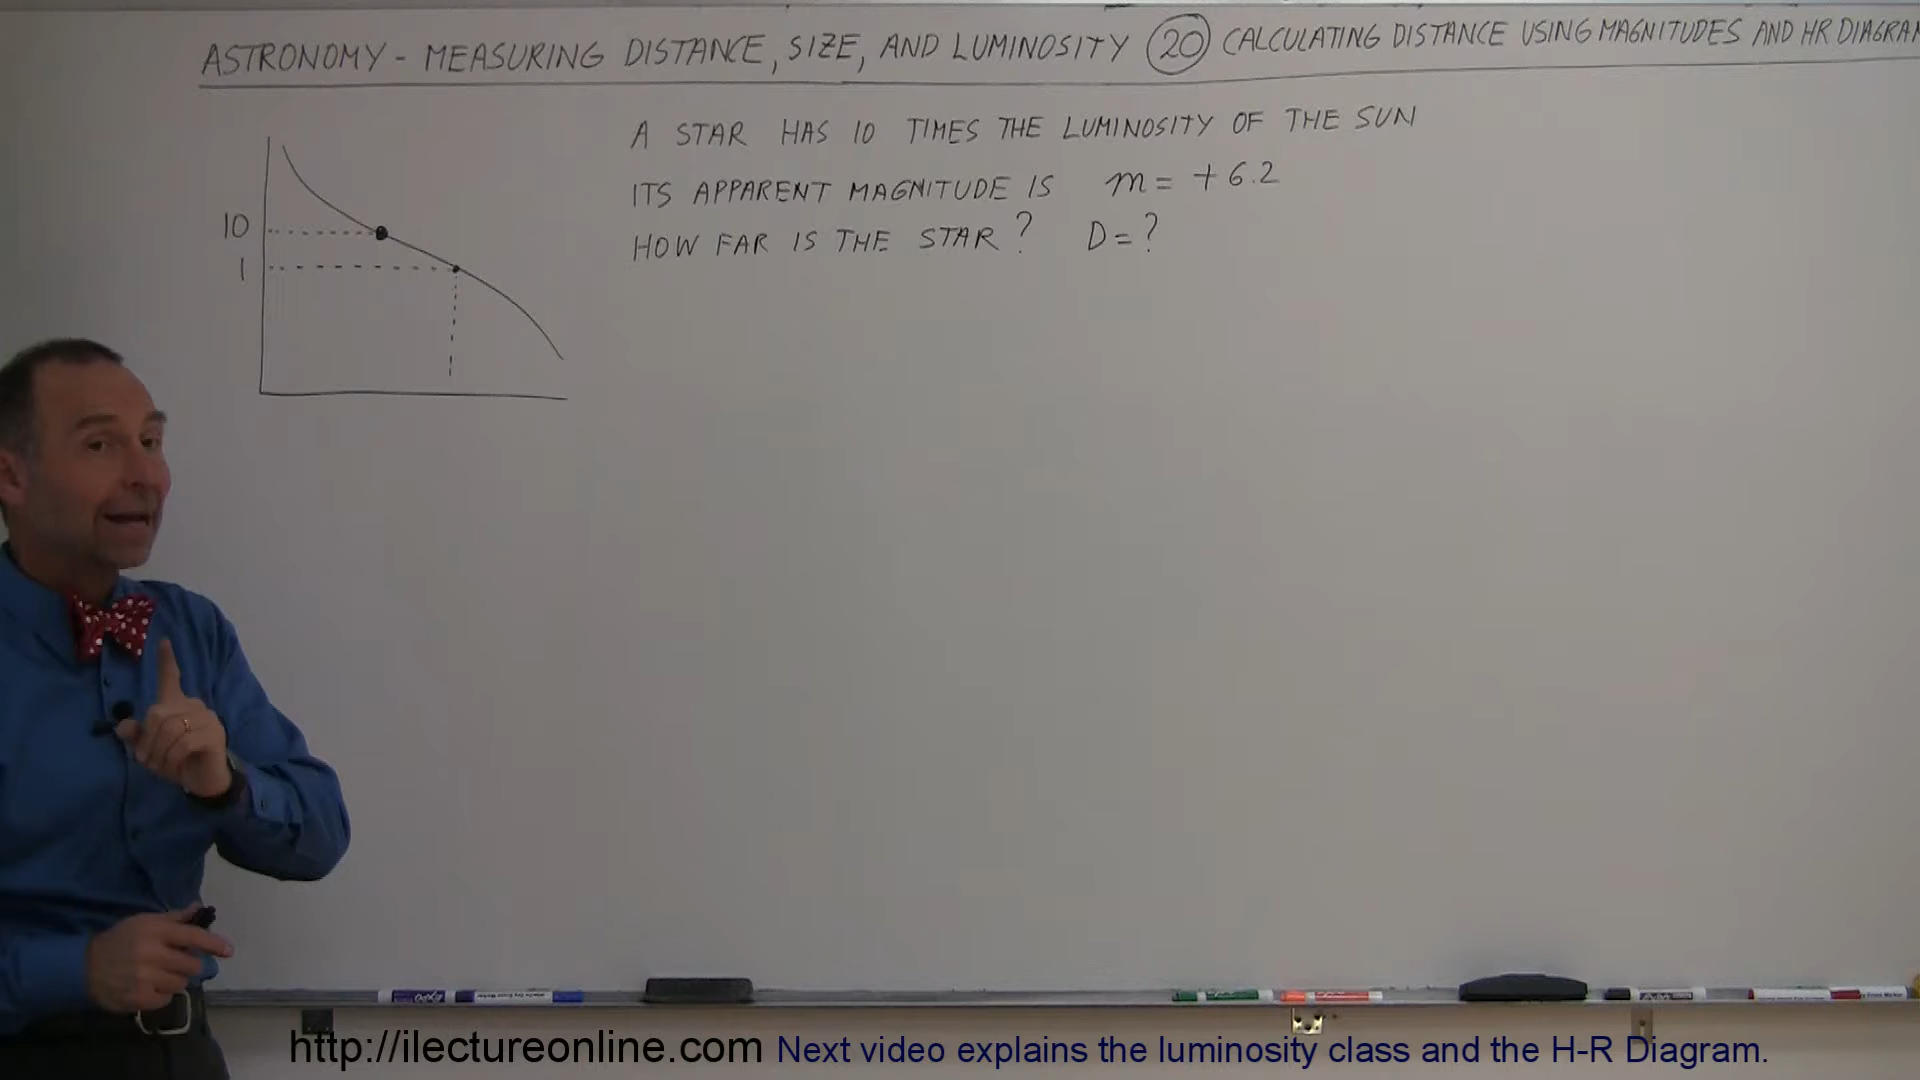 ASTRONOMY - MEASURING DISTANCE, SIZE, AND LUMINOSITY 20 CALCULATING DISTANCE USING MAGNITUDES AND HR DIAGRAM
A STAR HAS 10 TIMES THE LUMINOSITY OF THE SUN
ITS APPARENT MAGNITUDE IS m = +6.2
HOW FAR IS THE STAR? D = ?
10
1
http://ilectureonline.com Next video explains the luminosity class and the H-R Diagram.